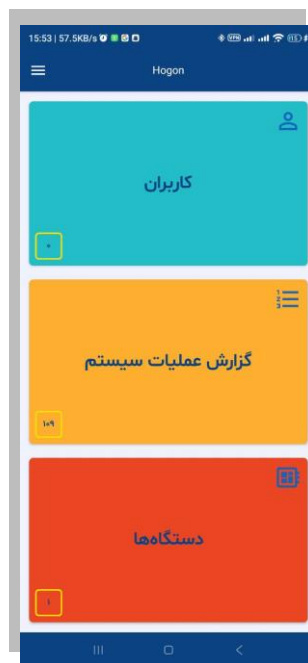 15:53 | 57.5KB/s
Hogon
کاربران
۰
گزارش عملیات سیستم
۱۰۹
دستگاه‌ها
۱